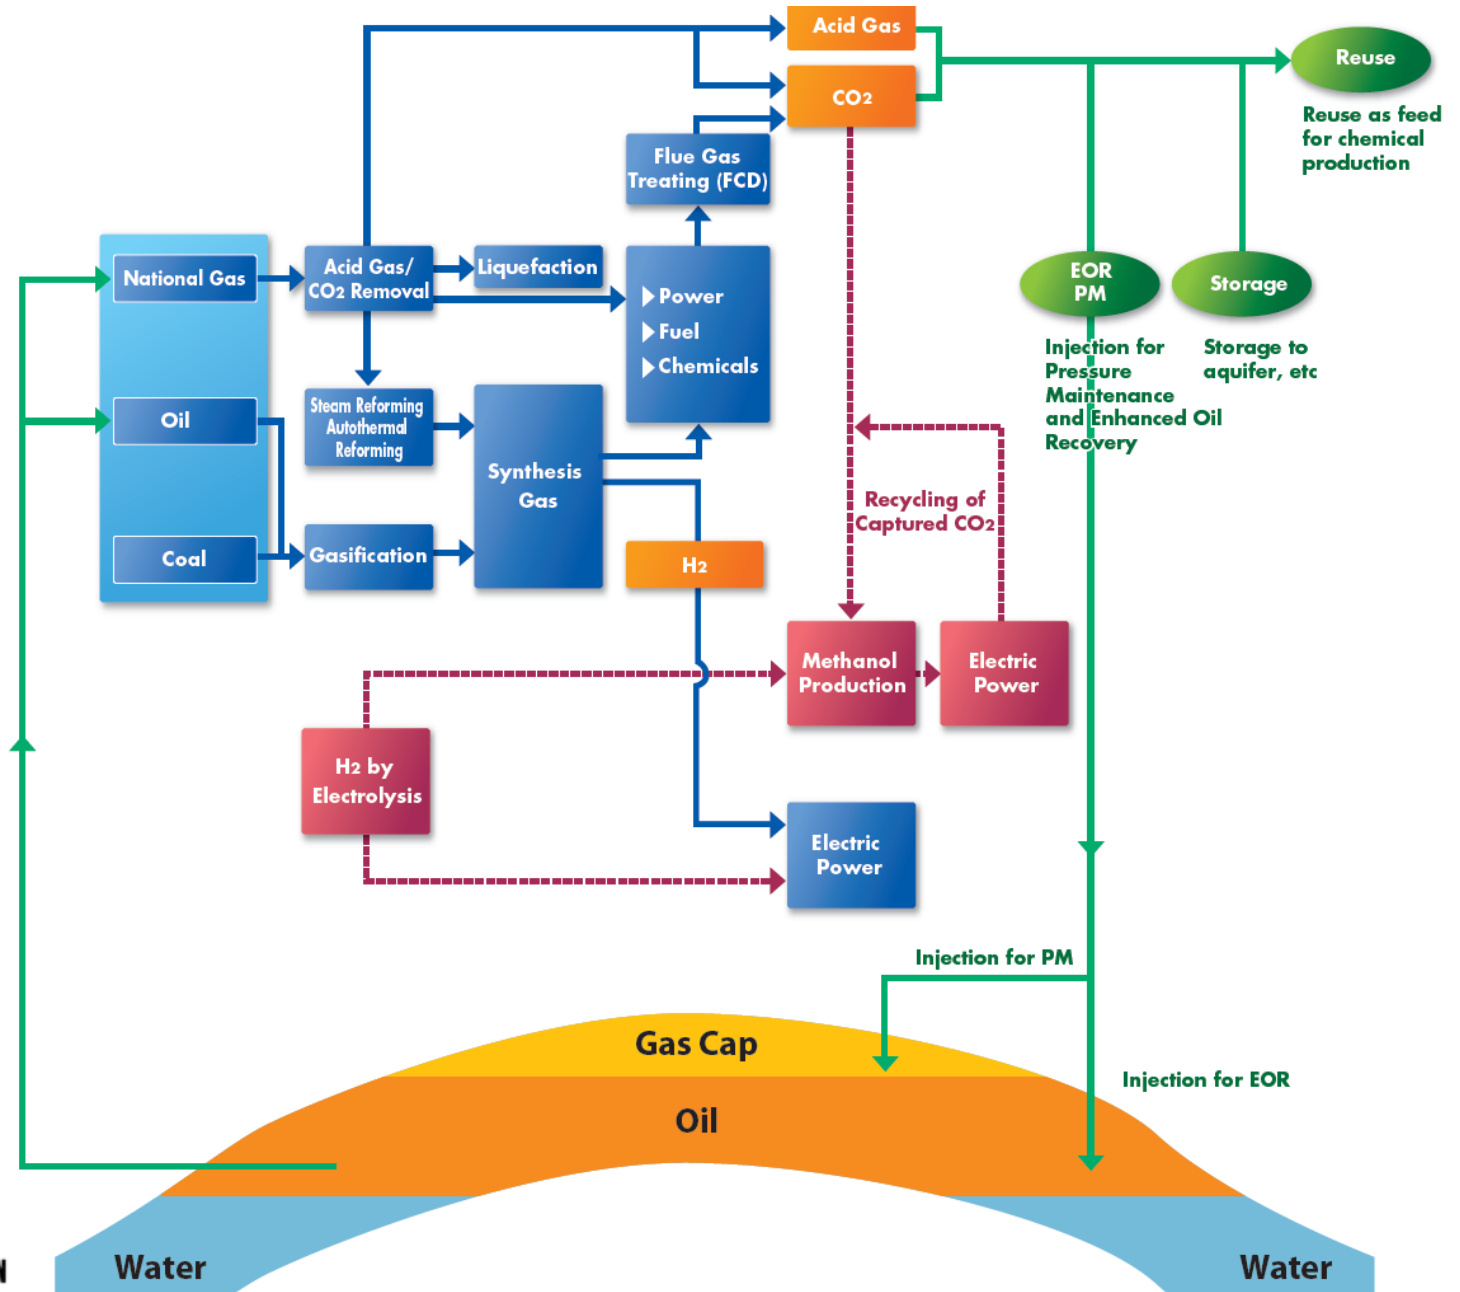 Acid Gas
CO2
Reuse
Reuse as feed
for chemical
production
Flue Gas
Treating (FCD)
National Gas
Acid Gas/
CO2 Removal
Liquefaction
Power
Fuel
Chemicals
EOR
PM
Storage
Injection for
Pressure
Maintenance
and Enhanced Oil
Recovery
Storage to
aquifer, etc
Oil
Steam Reforming
Autothermal
Reforming
Synthesis
Gas
Coal
Gasification
H2
Recycling of
Captured CO2
Methanol
Production
Electric
Power
H2 by
Electrolysis
Electric
Power
Injection for PM
Gas Cap
Injection for EOR
Oil
Water
Water